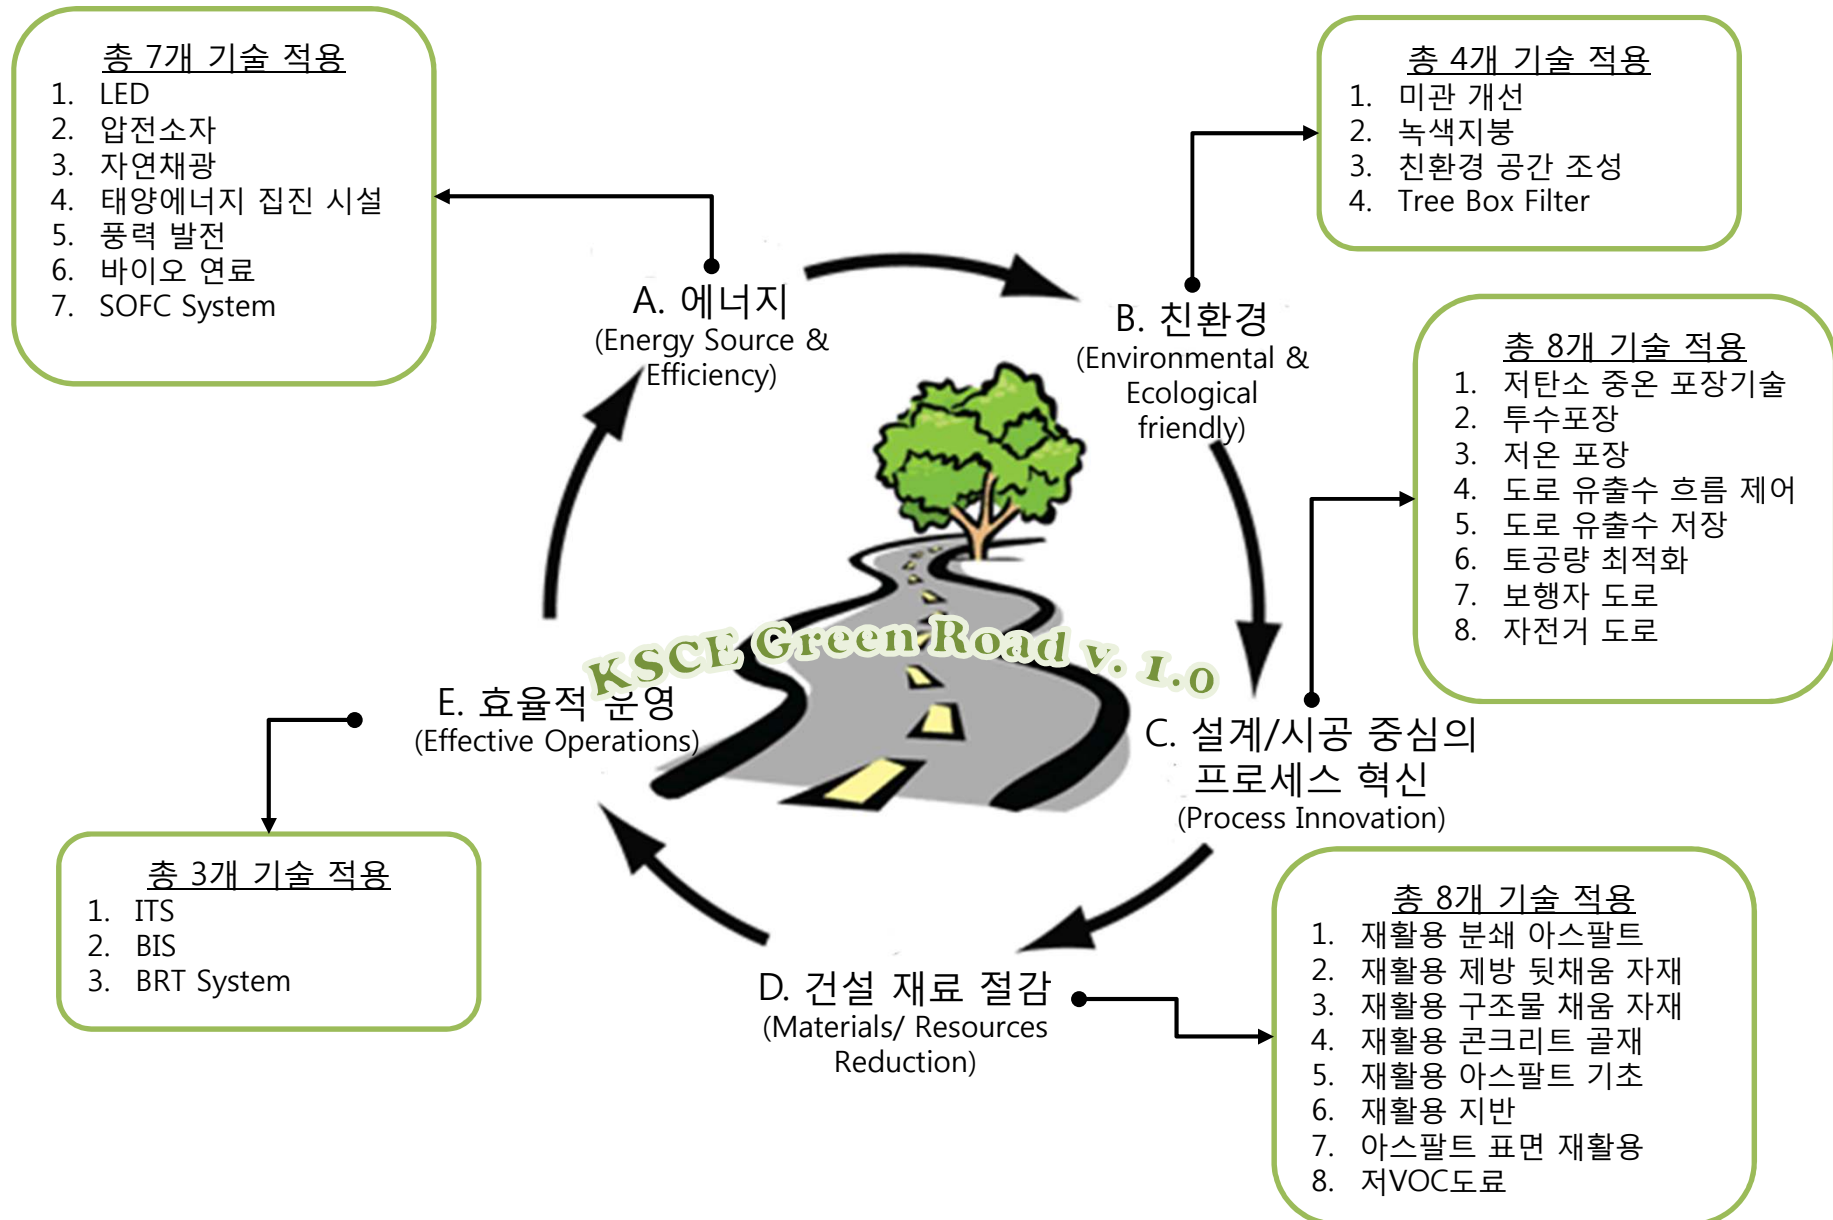 총 7개 기술 적용
1. LED
2. 압전소자
3. 자연채광
4. 태양에너지 집진 시설
5. 풍력 발전
6. 바이오 연료
7. SOFC System
총 4개 기술 적용
1. 미관 개선
2. 녹색지붕
3. 친환경 공간 조성
4. Tree Box Filter
A. 에너지
(Energy Source &
Efficiency)
B. 친환경
(Environmental &
Ecological
friendly)
총 8개 기술 적용
1. 저탄소 중온 포장기술
2. 투수포장
3. 저온 포장
4. 도로 유출수 흐름 제어
5. 도로 유출수 저장
6. 토공량 최적화
7. 보행자 도로
8. 자전거 도로
KSCE Green Road v. 1.0
E. 효율적 운영
(Effective Operations)
C. 설계/시공 중심의
프로세스 혁신
(Process Innovation)
총 3개 기술 적용
1. ITS
2. BIS
3. BRT System
D. 건설 재료 절감
(Materials/ Resources
Reduction)
총 8개 기술 적용
1. 재활용 분쇄 아스팔트
2. 재활용 제방 뒷채움 자재
3. 재활용 구조물 채움 자재
4. 재활용 콘크리트 골재
5. 재활용 아스팔트 기초
6. 재활용 지반
7. 아스팔트 표면 재활용
8. 저VOC도료